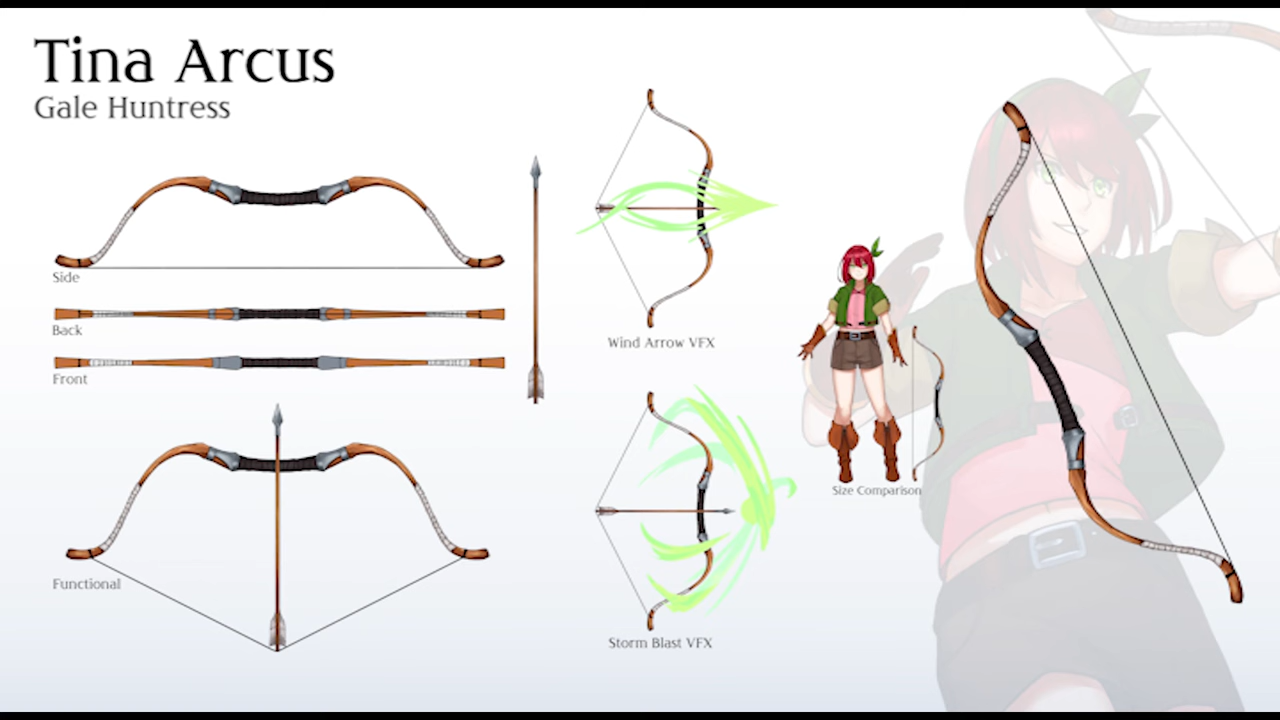 Tina Arcus
Gale Huntress
Side
Back
Front
Functional
Wind Arrow VFX
Storm Blast VFX
Size Comparison